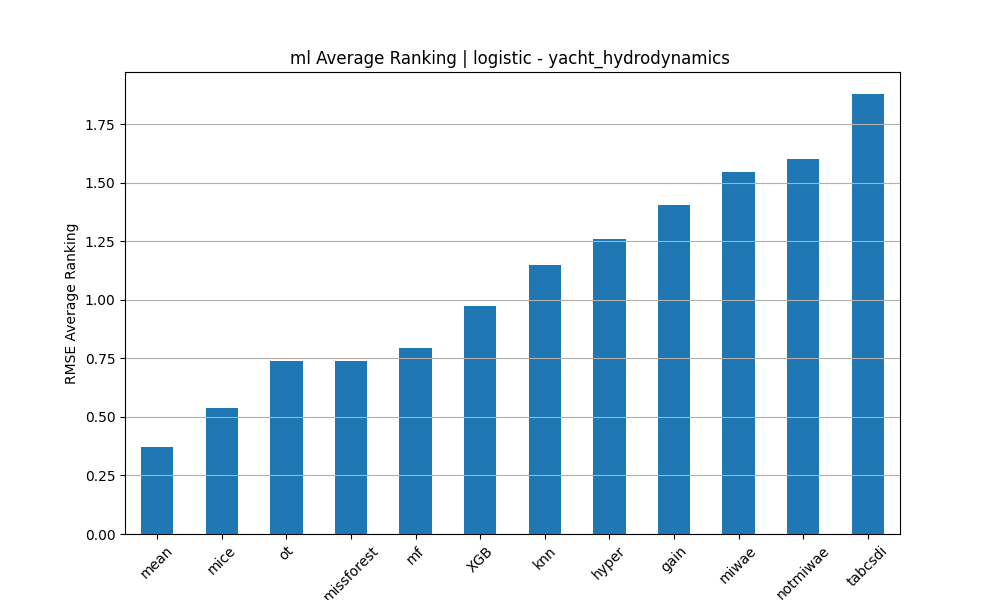 ml Average Ranking | logistic - yacht_hydrodynamics
RMSE Average Ranking
1.75
1.50
1.25
1.00
0.75
0.50
0.25
0.00
mean
mice
ot
missforest
mf
XGB
knn
hyper
gain
miwae
notmiwae
tabcsdi